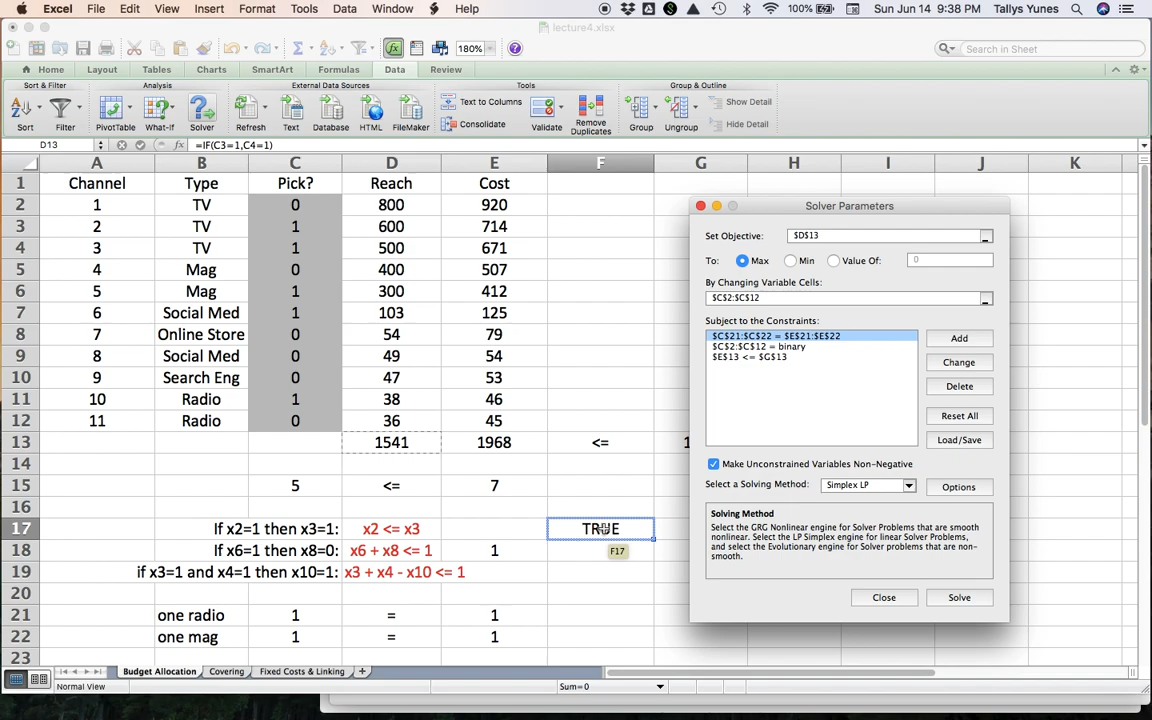 Excel File Edit View Insert Format Tools Data Window Help 100% Sun Jun 14 9:38 PM Tallys Yunes
lecture4.xlsx
180% Search in Sheet
Home Layout Tables Charts SmartArt Formulas Data Review
Sort & Filter Analysis External Data Sources Tools Group & Outline
Text to Columns Show Detail
Consolidate Hide Detail
Sort Filter PivotTable What-If Solver Refresh Text Database HTML FileMaker Validate Remove Duplicates Group Ungroup
D13 fx =IF(C3=1,C4=1)
A B C D E F G H I J K
1 Channel Type Pick? Reach Cost
2 1 TV 0 800 920
3 2 TV 1 600 714
4 3 TV 1 500 671
5 4 Mag 0 400 507
6 5 Mag 1 300 412
7 6 Social Med 1 103 125
8 7 Online Store 0 54 79
9 8 Social Med 0 49 54
10 9 Search Eng 0 47 53
11 10 Radio 1 38 46
12 11 Radio 0 36 45
13 1541 1968 <=
14
15 5 <= 7
16
17 If x2=1 then x3=1: x2 <= x3 TRUE
18 If x6=1 then x8=0: x6 + x8 <= 1 1 F17
19 if x3=1 and x4=1 then x10=1: x3 + x4 - x10 <= 1
20
21 one radio 1 = 1
22 one mag 1 = 1
23
Solver Parameters
Set Objective: $D$13
To: Max Min Value Of: 0
By Changing Variable Cells:
$C$2:$C$12
Subject to the Constraints:
$C$21:$C$22 = $E$21:$E$22
$C$2:$C$12 = binary
$E$13 <= $G$13
Add
Change
Delete
Reset All
Load/Save
Make Unconstrained Variables Non-Negative
Select a Solving Method: Simplex LP Options
Solving Method
Select the GRG Nonlinear engine for Solver Problems that are smooth
nonlinear. Select the LP Simplex engine for linear Solver Problems,
and select the Evolutionary engine for Solver problems that are non-
smooth.
Close Solve
Budget Allocation Covering Fixed Costs & Linking
Normal View Sum=0